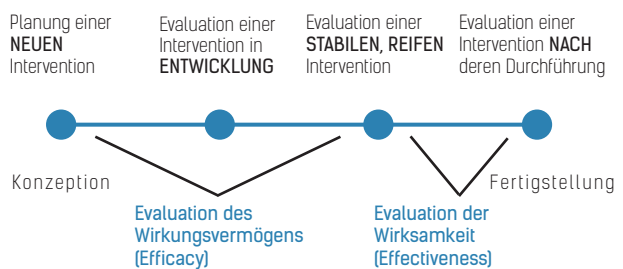 Planung einer
NEUEN
Intervention
Evaluation einer
Intervention in
ENTWICKLUNG
Evaluation einer
STABILEN, REIFEN
Intervention
Evaluation einer
Intervention NACH
deren Durchführung
Konzeption
Fertigstellung
Evaluation des
Wirkungsvermögens
(Efficacy)
Evaluation der
Wirksamkeit
(Effectiveness)